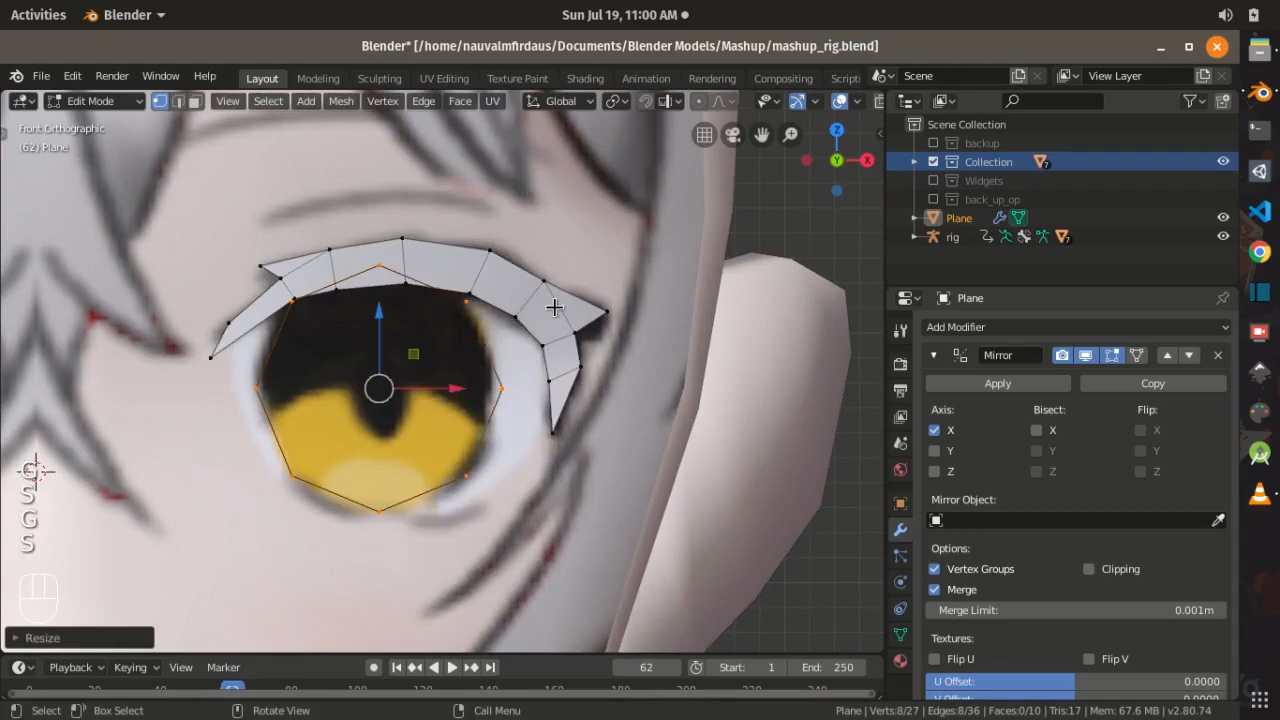 Activities Blender Sun Jul 19, 11:00 AM
Blender* [/home/nauvalmfirdaus/Documents/Blender Models/Mashup/mashup_rig.blend]
File Edit Render Window Help Layout Modeling Sculpting UV Editing Texture Paint Shading Animation Rendering Compositing Scripti Scene View Layer
Edit Mode View Select Add Mesh Vertex Edge Face UV Global
Front Orthographic
(62) Plane
Z
X
Y
Scene Collection
backup
Collection 7
Widgets
back_up_op
Plane
rig 7
Plane
Add Modifier
Mirror
Apply Copy
Axis: Bisect: Flip:
X X X
Y Y Y
Z Z Z
Mirror Object:
Options:
Vertex Groups Clipping
Merge
Merge Limit: 0.001m
Textures:
Flip U Flip V
U Offset: 0.0000
V Offset: 0.0000
G
S
G
S
Resize
Playback Keying View Marker 62 Start: 1 End: 250
Select Box Select Rotate View Call Menu Plane | Verts:8/27 | Edges:8/36 | Faces:0/10 | Tris:17 | Mem: 67.6 MB | v2.80.74